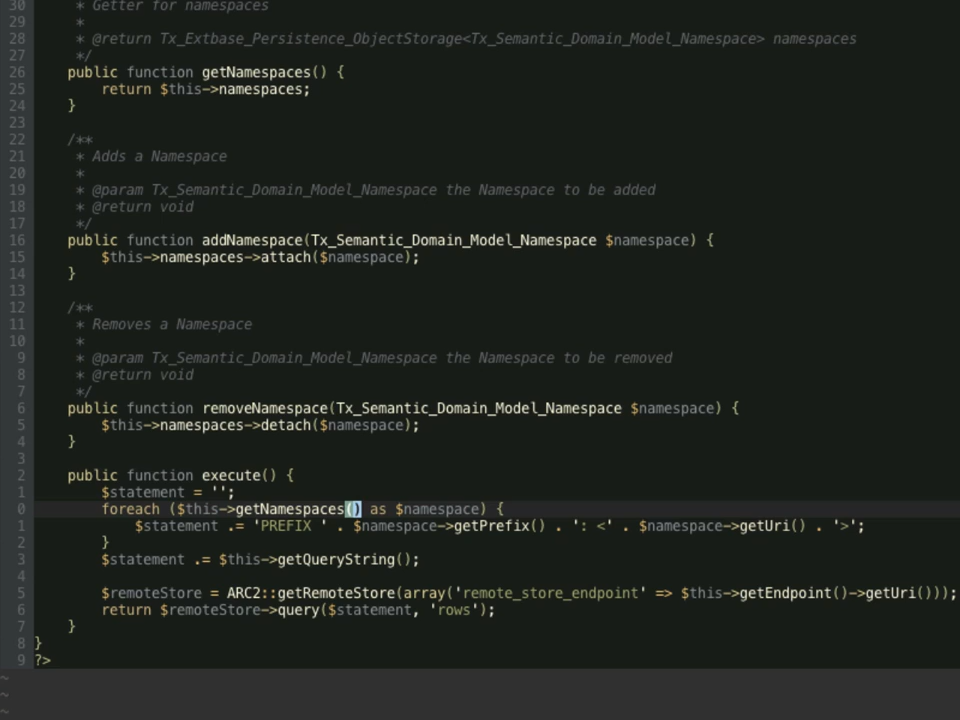 30      * Getter for namespaces
29      *
28      * @return Tx_Extbase_Persistence_ObjectStorage<Tx_Semantic_Domain_Model_Namespace> namespaces
27      */
26     public function getNamespaces() {
25         return $this->namespaces;
24     }
23
22     /**
21      * Adds a Namespace
20      *
19      * @param Tx_Semantic_Domain_Model_Namespace the Namespace to be added
18      * @return void
17      */
16     public function addNamespace(Tx_Semantic_Domain_Model_Namespace $namespace) {
15         $this->namespaces->attach($namespace);
14     }
13
12     /**
11      * Removes a Namespace
10      *
9      * @param Tx_Semantic_Domain_Model_Namespace the Namespace to be removed
8      * @return void
7      */
6     public function removeNamespace(Tx_Semantic_Domain_Model_Namespace $namespace) {
5         $this->namespaces->detach($namespace);
4     }
3
2     public function execute() {
1         $statement = '';
0         foreach ($this->getNamespaces() as $namespace) {
1             $statement .= 'PREFIX ' . $namespace->getPrefix() . ': <' . $namespace->getUri() . '>';
2         }
3         $statement .= $this->getQueryString();
4
5         $remoteStore = ARC2::getRemoteStore(array('remote_store_endpoint' => $this->getEndpoint()->getUri()));
6         return $remoteStore->query($statement, 'rows');
7     }
8 }
9 ?>
~
~
~